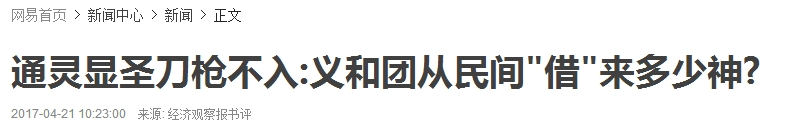 网易首页 > 新闻中心 > 新闻 > 正文
通灵显圣刀枪不入:义和团从民间"借"来多少神?
2017-04-21 10:23:00 来源: 经济观察报书评